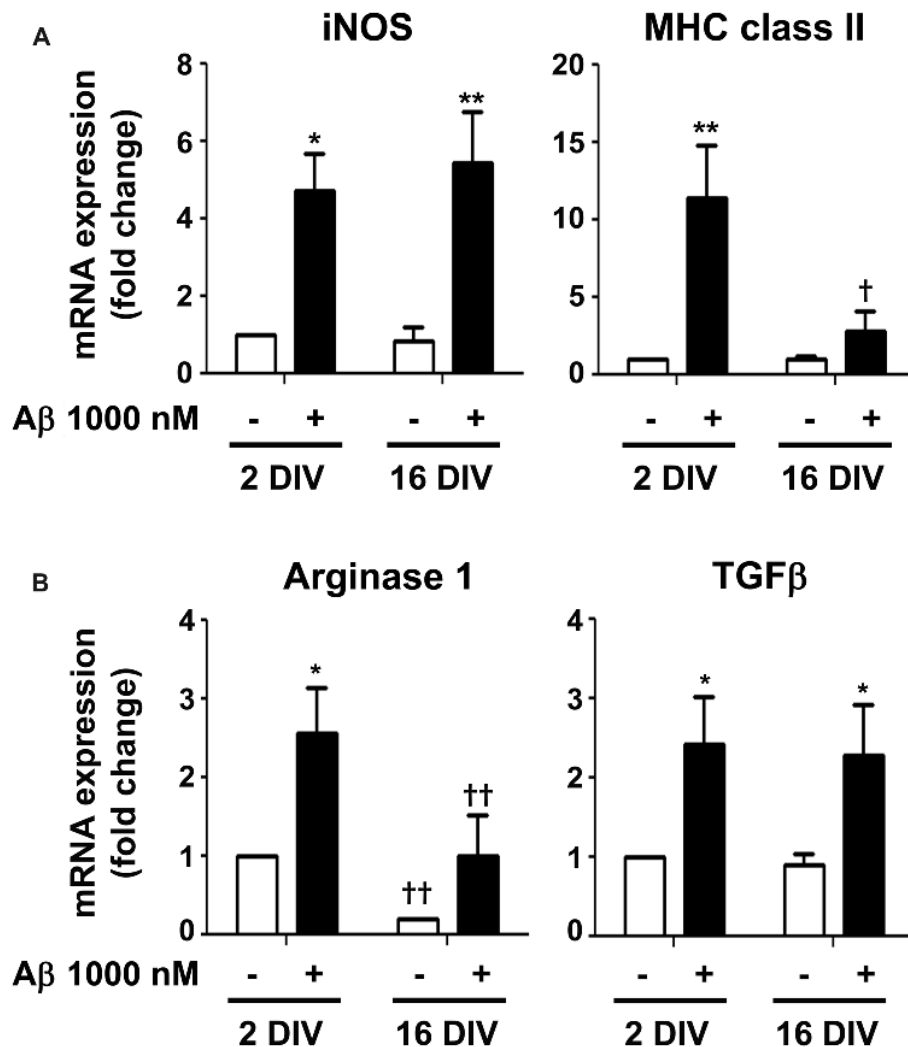 A
iNOS
MHC class II
mRNA expression
(fold change)
8
6
4
2
0
*
**
20
15
10
5
0
**
†
Aβ 1000 nM - + - + - + - +
2 DIV 16 DIV 2 DIV 16 DIV
B
Arginase 1
TGFβ
mRNA expression
(fold change)
4
3
2
1
0
*
††
††
4
3
2
1
0
*
*
Aβ 1000 nM - + - + - + - +
2 DIV 16 DIV 2 DIV 16 DIV